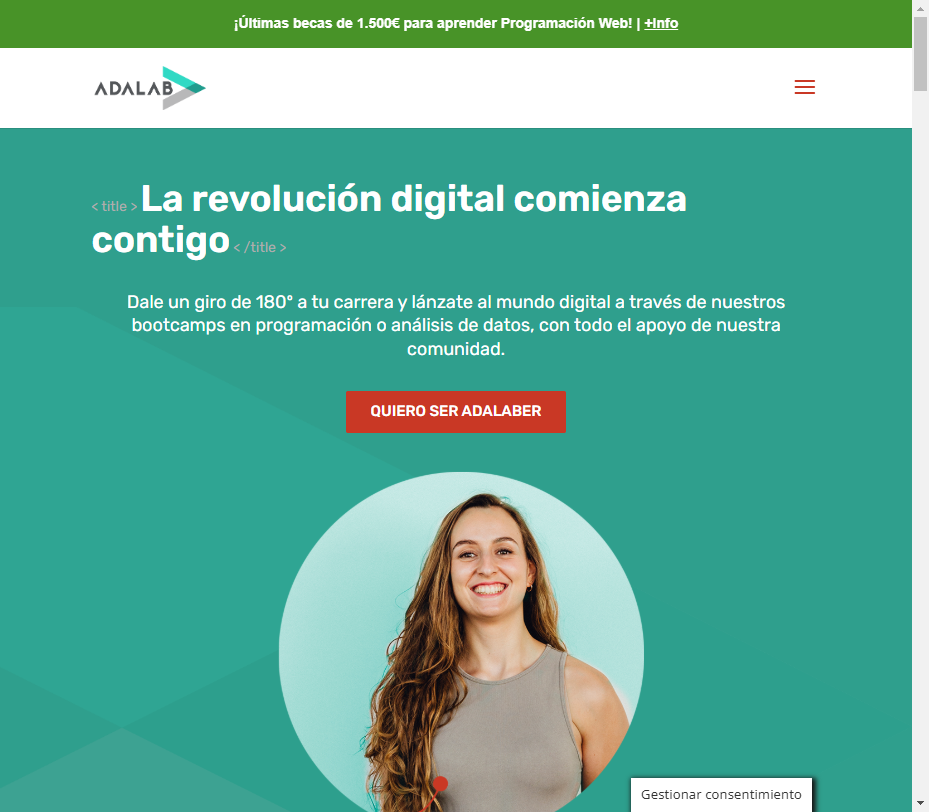 ¡Últimas becas de 1.500€ para aprender Programación Web! | +Info
ADALAB
< title > La revolución digital comienza
contigo < /title >
Dale un giro de 180º a tu carrera y lánzate al mundo digital a través de nuestros
bootcamps en programación o análisis de datos, con todo el apoyo de nuestra
comunidad.
QUIERO SER ADALABER
Gestionar consentimiento